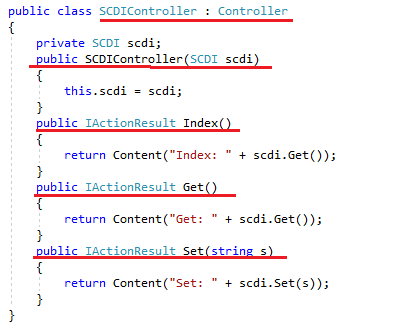 public class SCDIController : Controller
{
    private SCDI scdi;
    public SCDIController(SCDI scdi)
    {
        this.scdi = scdi;
    }
    public IActionResult Index()
    {
        return Content("Index: " + scdi.Get());
    }
    public IActionResult Get()
    {
        return Content("Get: " + scdi.Get());
    }
    public IActionResult Set(string s)
    {
        return Content("Set: " + scdi.Set(s));
    }
}